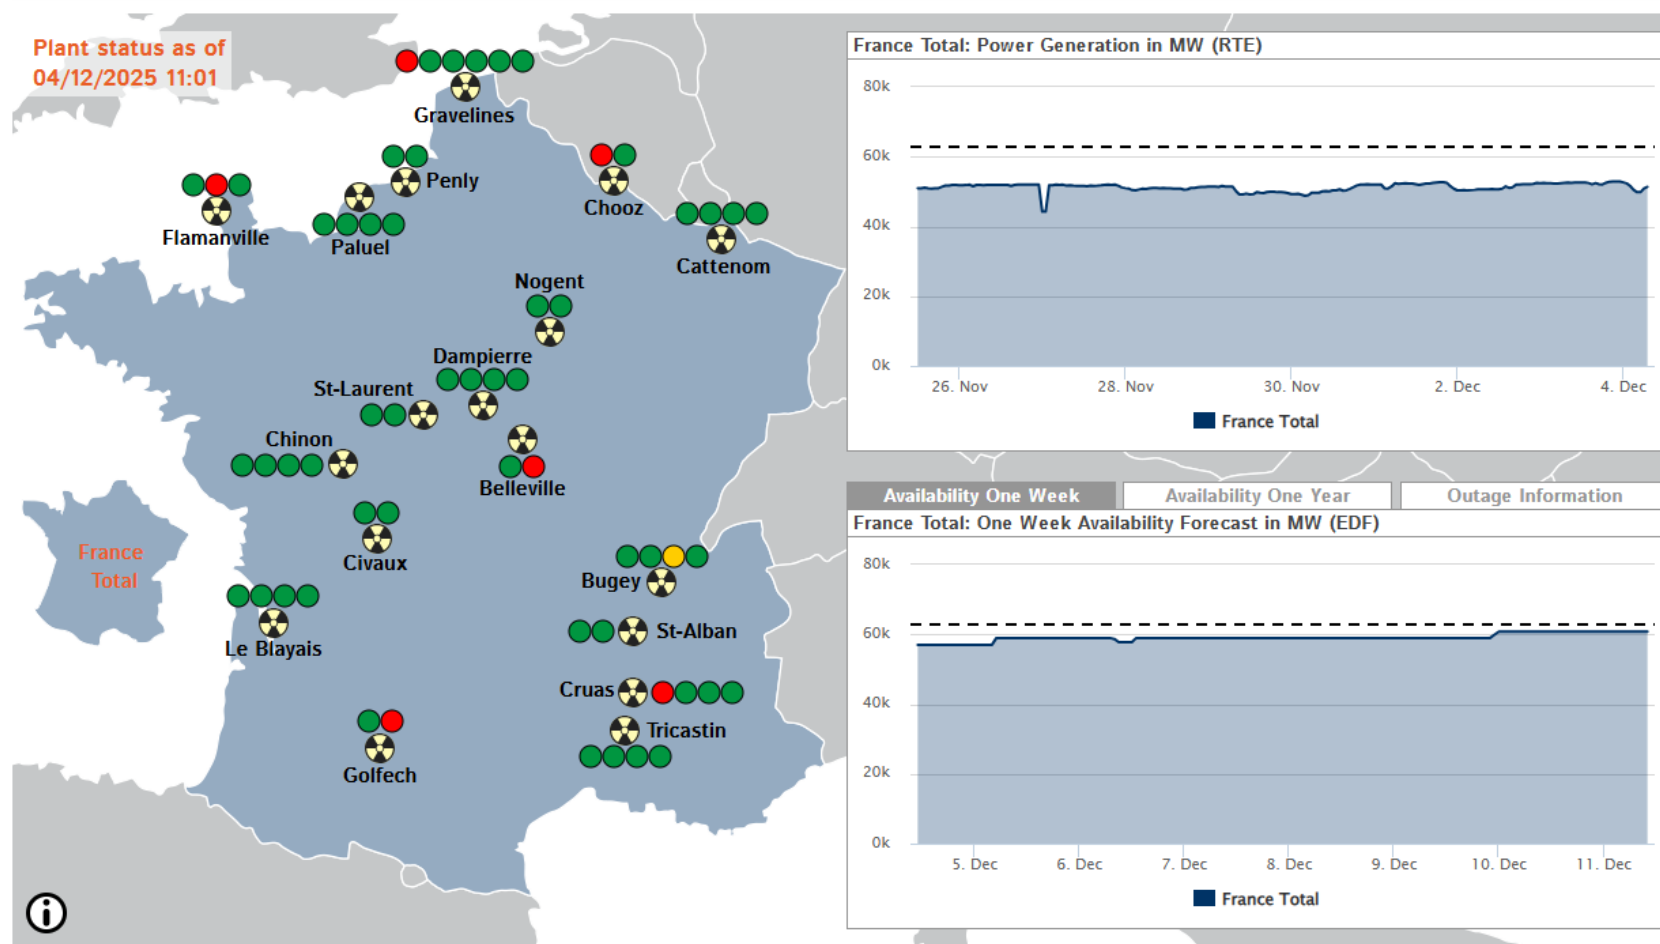 Plant status as of
04/12/2025 11:01
Gravelines
Penly
Flamanville
Paluel
Chooz
Cattenom
Nogent
Dampierre
St-Laurent
Chinon
Belleville
Civaux
France
Total
Bugey
Le Blayais
St-Alban
Cruas
Tricastin
Golfech
France Total: Power Generation in MW (RTE)
80k
60k
40k
20k
0k
26. Nov 28. Nov 30. Nov 2. Dec 4. Dec
France Total
Availability One Week Availability One Year Outage Information
France Total: One Week Availability Forecast in MW (EDF)
80k
60k
40k
20k
0k
5. Dec 6. Dec 7. Dec 8. Dec 9. Dec 10. Dec 11. Dec
France Total